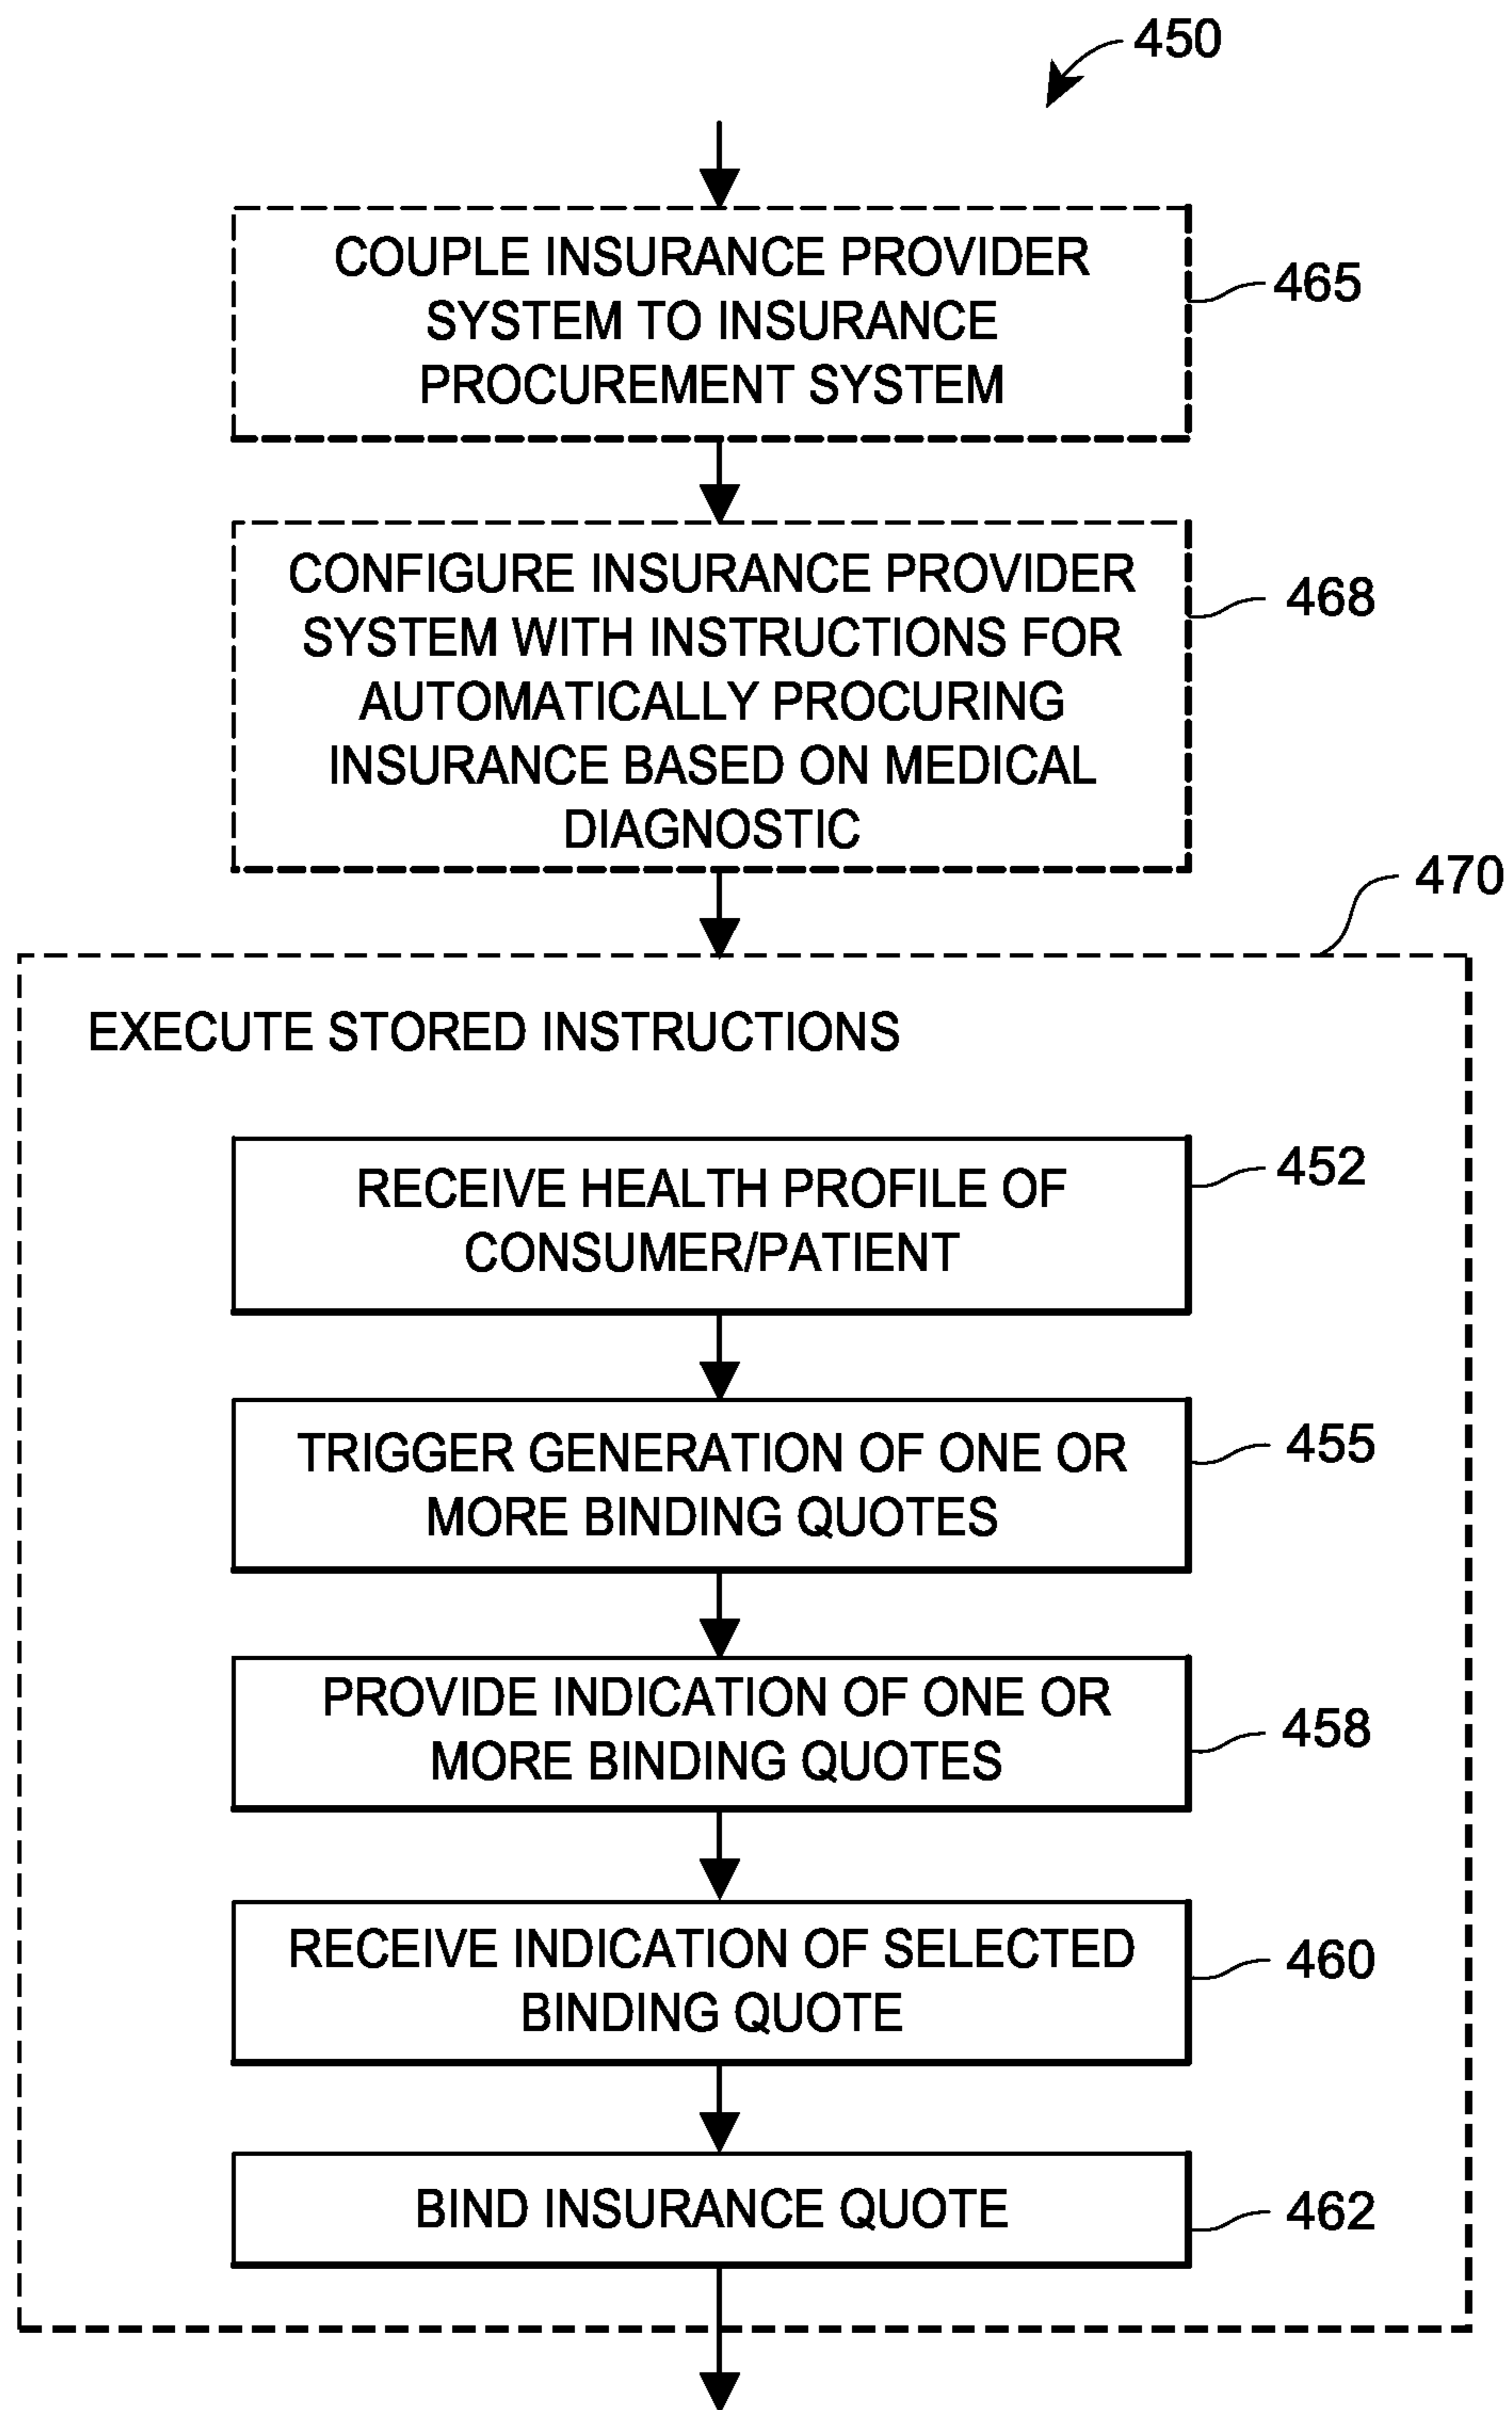 450
COUPLE INSURANCE PROVIDER
SYSTEM TO INSURANCE
PROCUREMENT SYSTEM
465
CONFIGURE INSURANCE PROVIDER
SYSTEM WITH INSTRUCTIONS FOR
AUTOMATICALLY PROCURING
INSURANCE BASED ON MEDICAL
DIAGNOSTIC
468
470
EXECUTE STORED INSTRUCTIONS
RECEIVE HEALTH PROFILE OF
CONSUMER/PATIENT
452
TRIGGER GENERATION OF ONE OR
MORE BINDING QUOTES
455
PROVIDE INDICATION OF ONE OR
MORE BINDING QUOTES
458
RECEIVE INDICATION OF SELECTED
BINDING QUOTE
460
BIND INSURANCE QUOTE
462